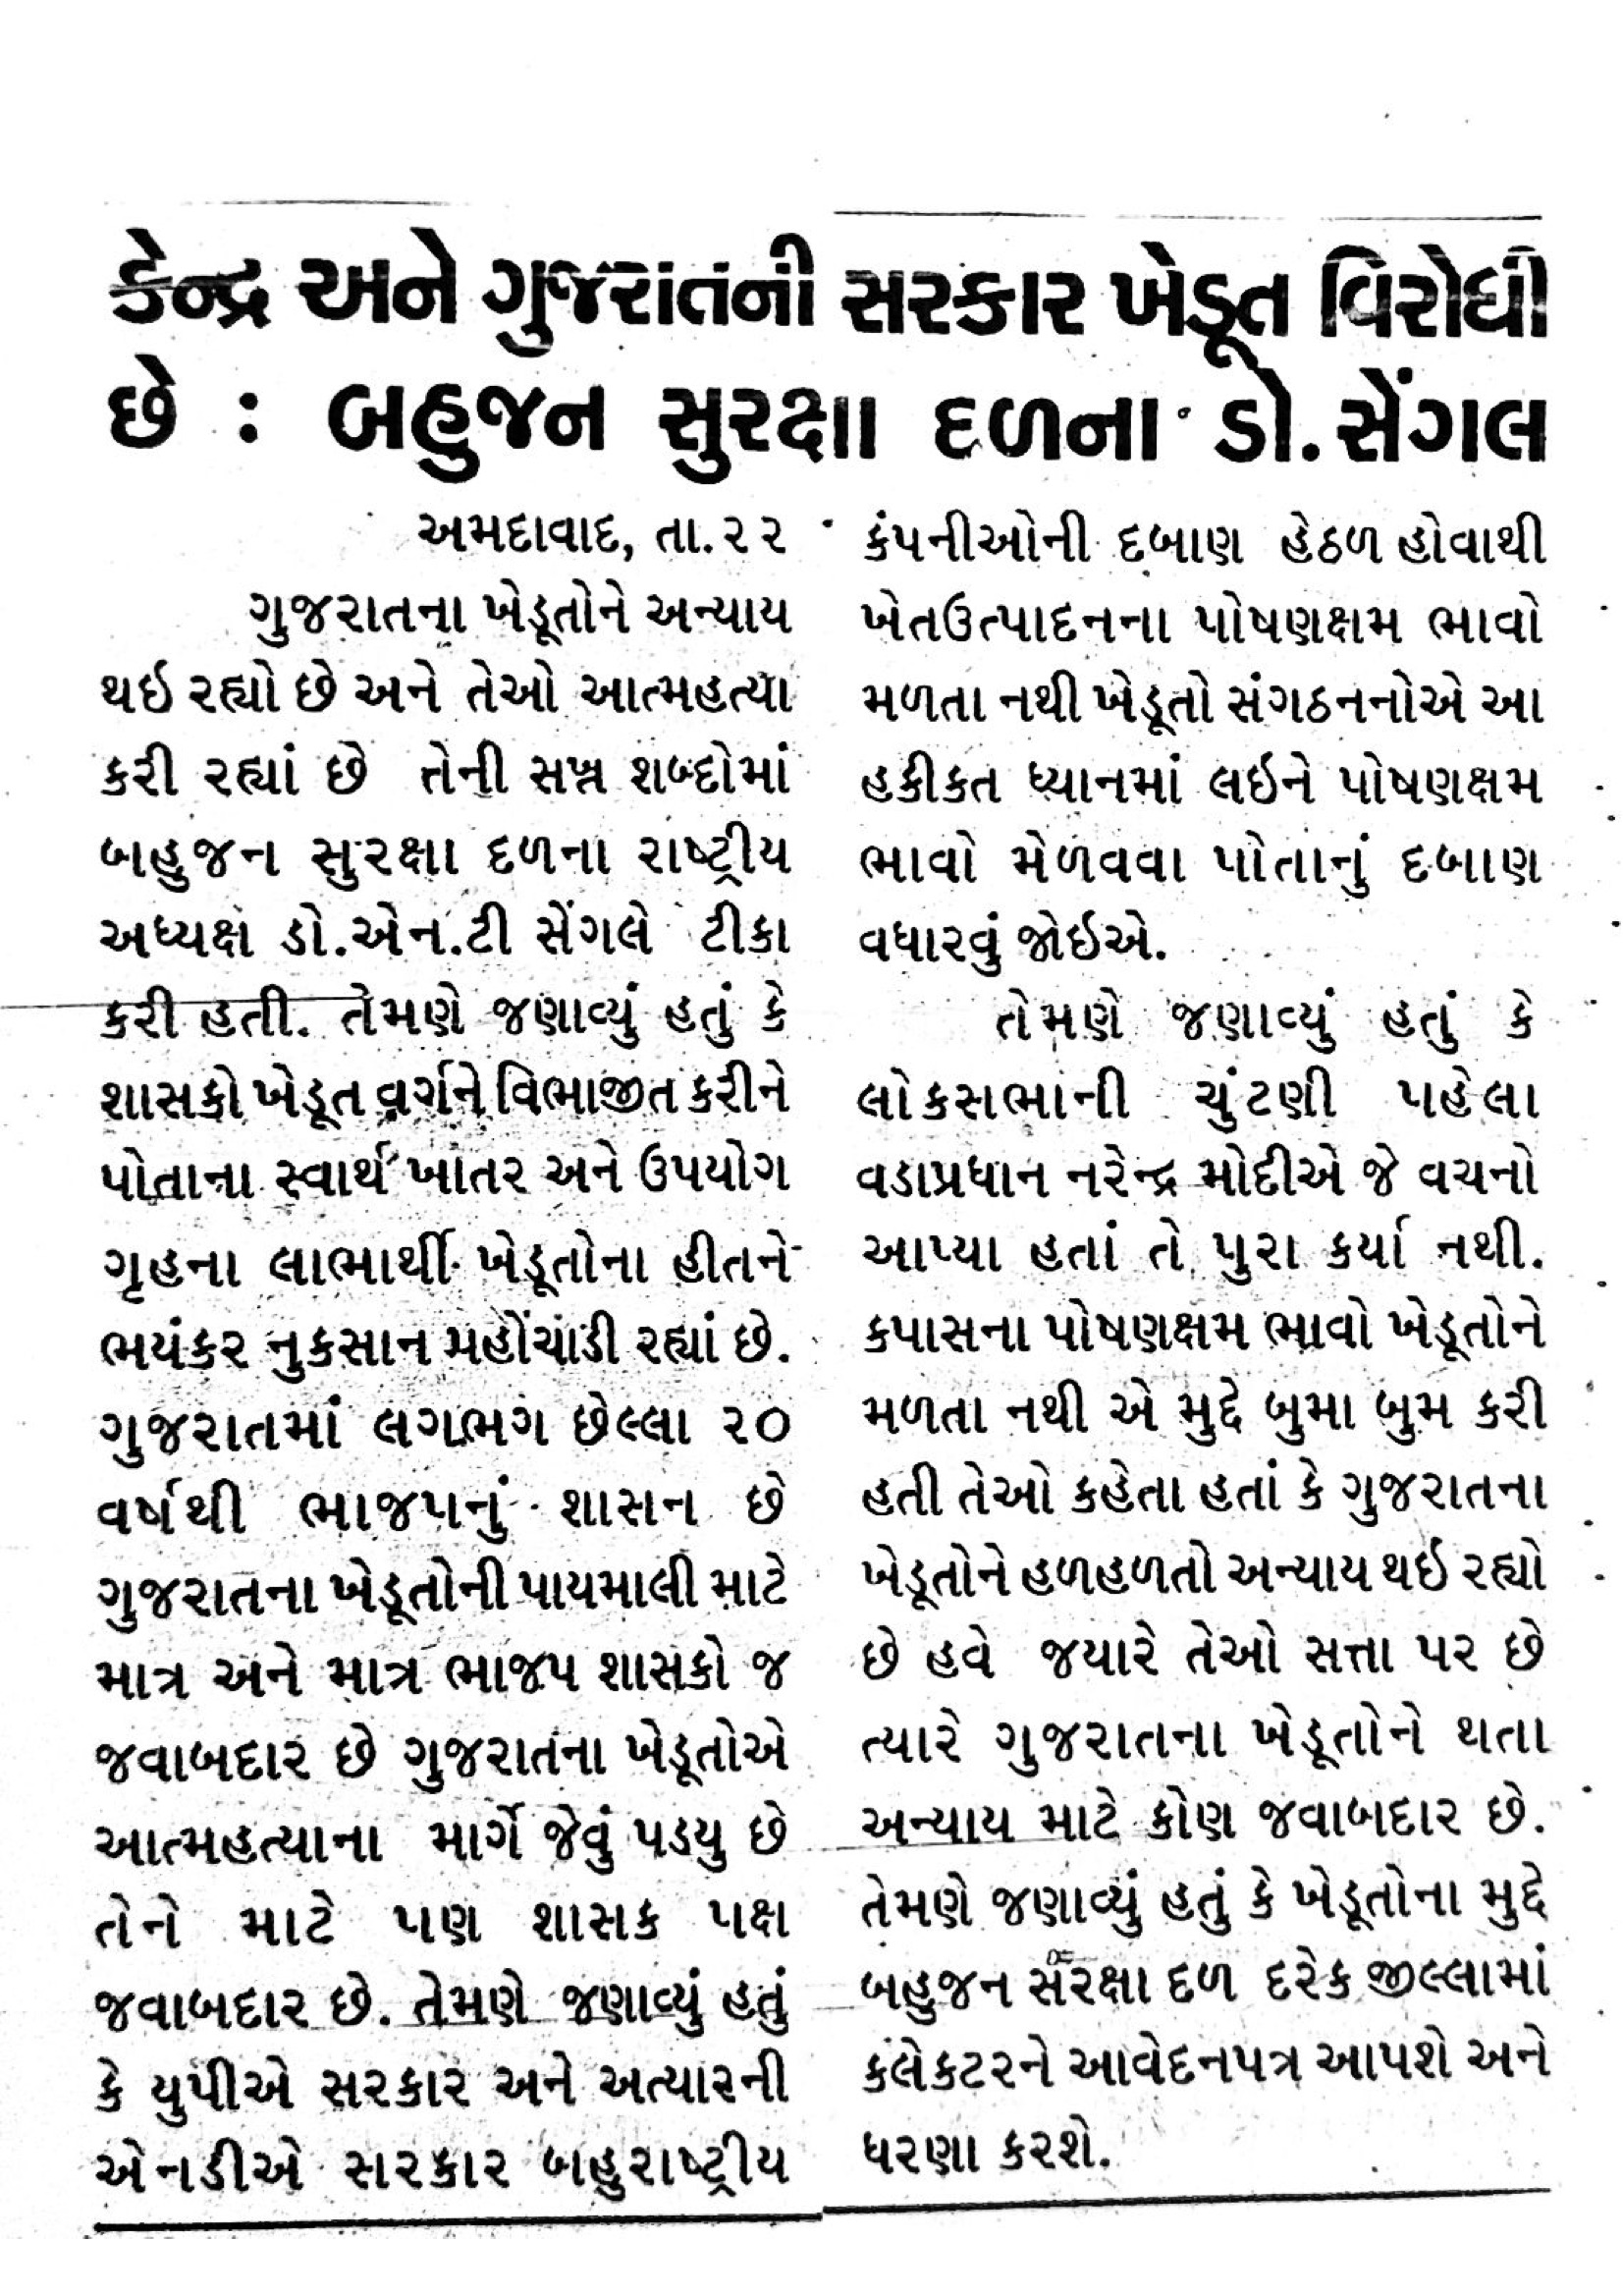 કેન્દ્ર અને ગુજરાતની સરકાર ખેડૂત વિરોધી
છે : બહુજન સુરક્ષા દળના ડો. સેંગલ
અમદાવાદ, તા.૨૨
ગુજરાતના ખેડૂતોને અન્યાય
થઇ રહ્યો છે અને તેઓ આત્મહત્યા
કરી રહ્યાં છે તેની સખ્ત શબ્દોમાં
બહુજન સુરક્ષા દળના રાષ્ટ્રીય
અધ્યક્ષ ડો.એન.ટી સેંગલે ટીકા
કરી હતી. તેમણે જણાવ્યું હતું કે
શાસકો ખેડૂત વર્ગને વિભાજીત કરીને
પોતાના સ્વાર્થ ખાતર અને ઉપયોગ
ગૃહના લાભાર્થી ખેડૂતોના હીતને
ભયંકર નુકસાન મહોંચાડી રહ્યાં છે.
ગુજરાતમાં લગભગ છેલ્લા ૨૦
વર્ષથી ભાજપનું શાસન છે
ગુજરાતના ખેડૂતોની પાયમાલી માટે
માત્ર અને માત્ર ભાજપ શાસકો જ
જવાબદાર છે ગુજરાતના ખેડૂતોએ
આત્મહત્યાના માર્ગે જેવું પડયુ છે
તેને માટે પણ શાસક પક્ષ
જવાબદાર છે. તેમણે જણાવ્યું હતું
કે યુપીએ સરકાર અને અત્યારની
એનડીએ સરકાર બહુરાષ્ટ્રીય
કંપનીઓની દબાણ હેઠળ હોવાથી
ખેતઉત્પાદનના પોષણક્ષમ ભાવો
મળતા નથી ખેડૂતો સંગઠનનોએ આ
હકીકત ધ્યાનમાં લઇને પોષણક્ષમ
ભાવો મેળવવા પોતાનું દબાણ
વધારવું જોઇએ.
તેમણે જણાવ્યું હતું કે
લોકસભાની ચુંટણી પહેલા
વડાપ્રધાન નરેન્દ્ર મોદીએ જે વચનો
આપ્યા હતાં તે પુરા કર્યા નથી.
કપાસના પોષણક્ષમ ભાવો ખેડૂતોને
મળતા નથી એ મુદ્દે બુમા બુમ કરી
હતી તેઓ કહેતા હતાં કે ગુજરાતના
ખેડૂતોને હળહળતો અન્યાય થઇ રહ્યો
છે હવે જયારે તેઓ સત્તા પર છે
ત્યારે ગુજરાતના ખેડૂતોને થતા
અન્યાય માટે કોણ જવાબદાર છે.
તેમણે જણાવ્યું હતું કે ખેડૂતોના મુદ્દે
બહુજન સંરક્ષા દળ દરેક જીલ્લામાં
કલેકટરને આવેદનપત્ર આપશે અને
ધરણા કરશે.